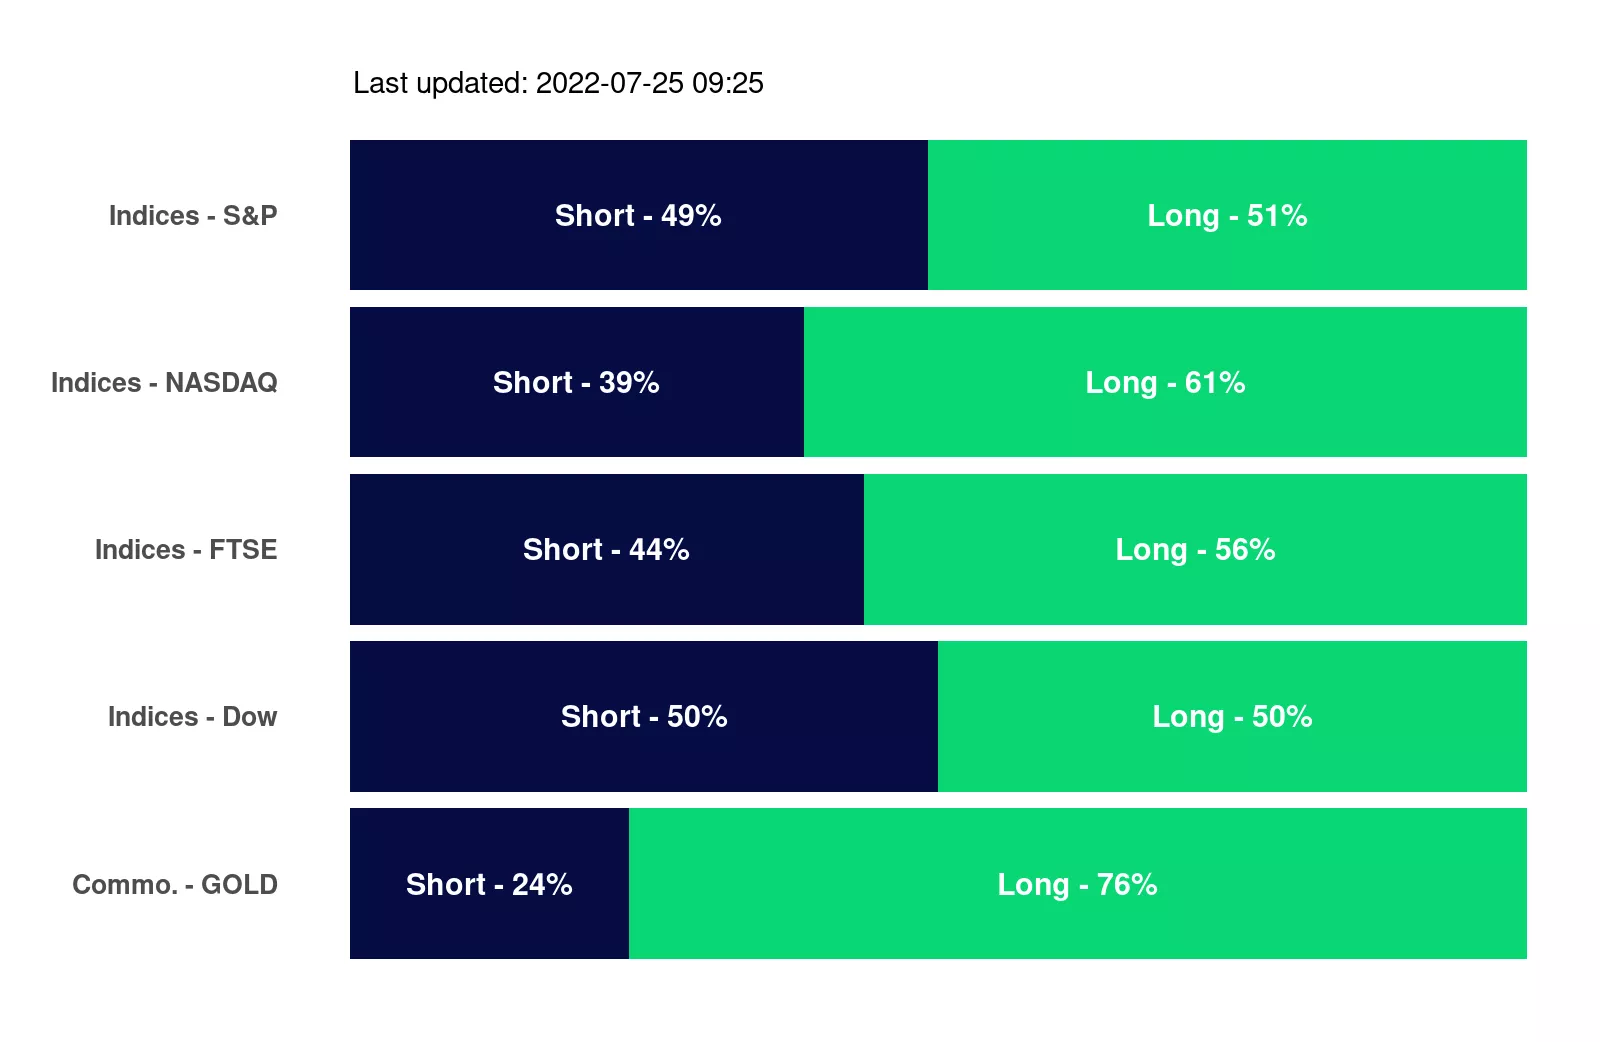 Last updated: 2022-07-25 09:25
Indices - S&P Short - 49% Long - 51%
Indices - NASDAQ Short - 39% Long - 61%
Indices - FTSE Short - 44% Long - 56%
Indices - Dow Short - 50% Long - 50%
Commo. - GOLD Short - 24% Long - 76%